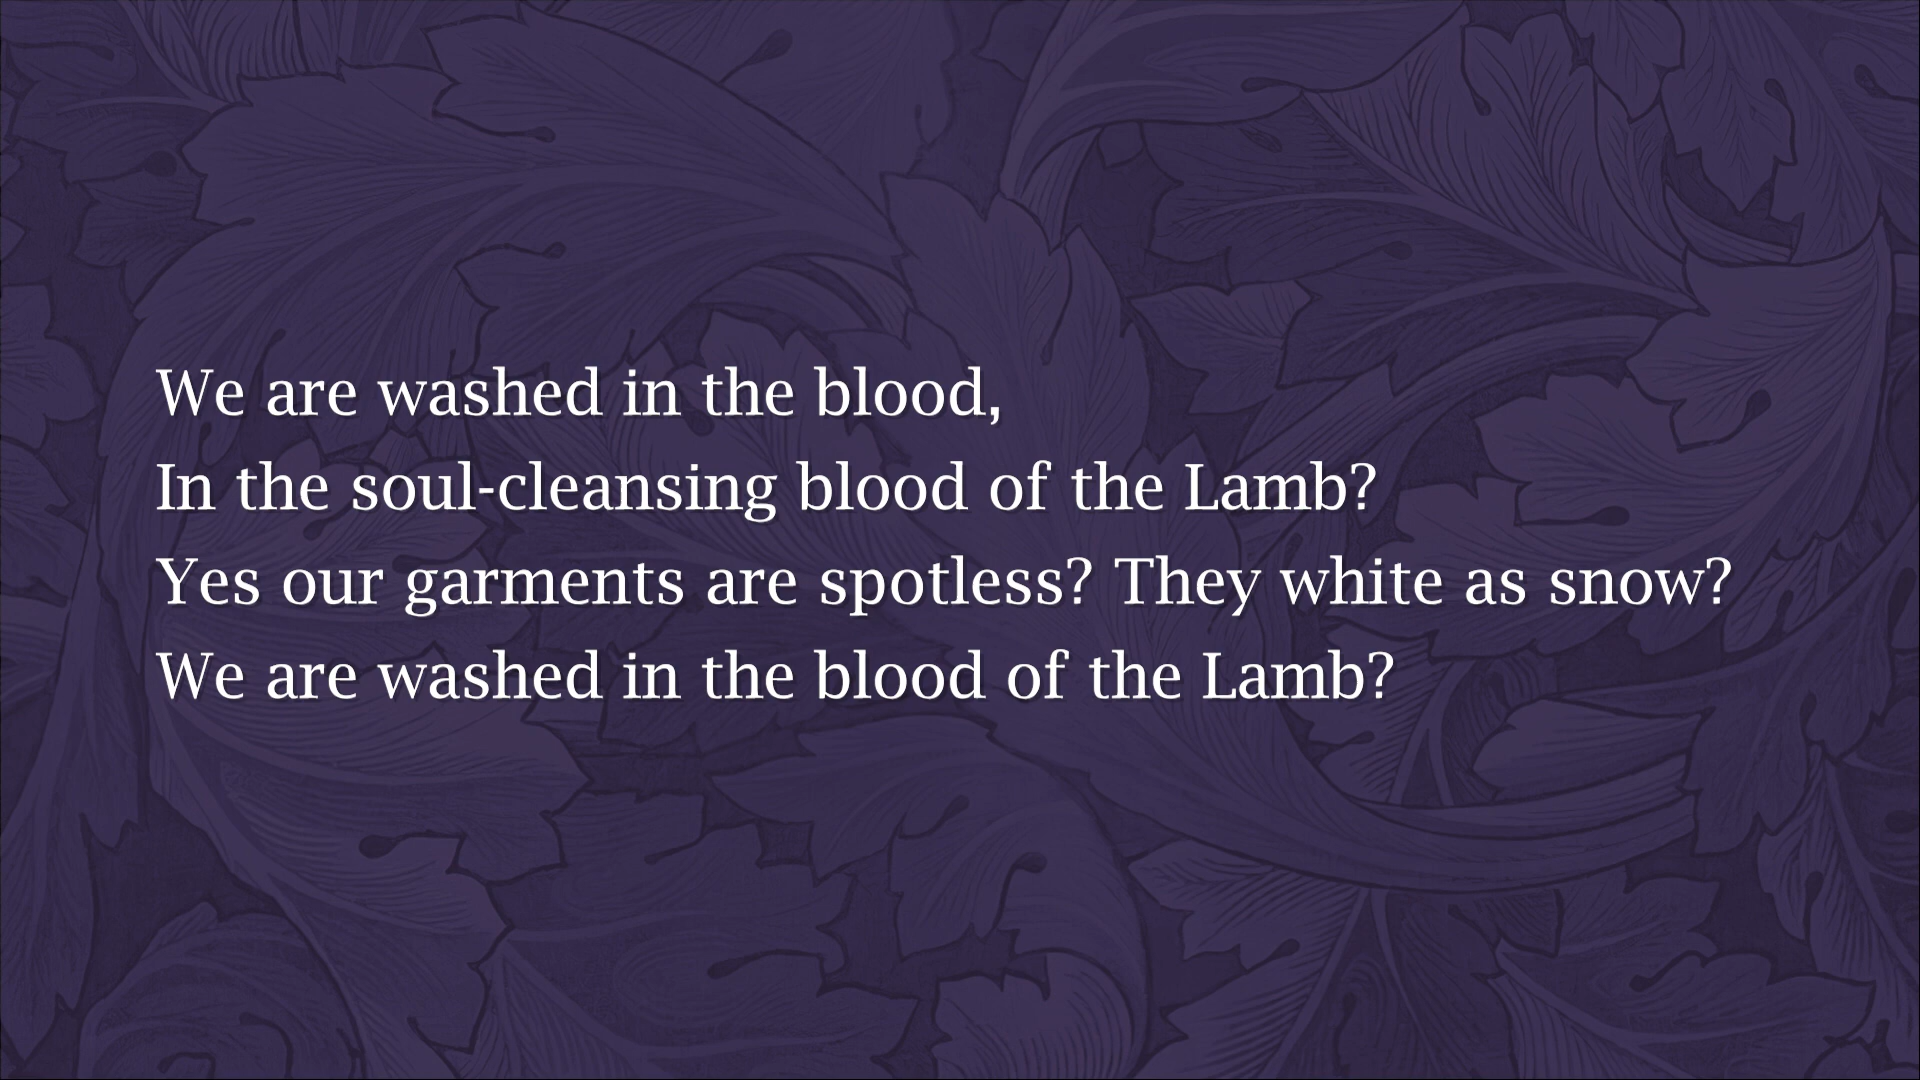 We are washed in the blood,
In the soul-cleansing blood of the Lamb?
Yes our garments are spotless? They white as snow?
We are washed in the blood of the Lamb?